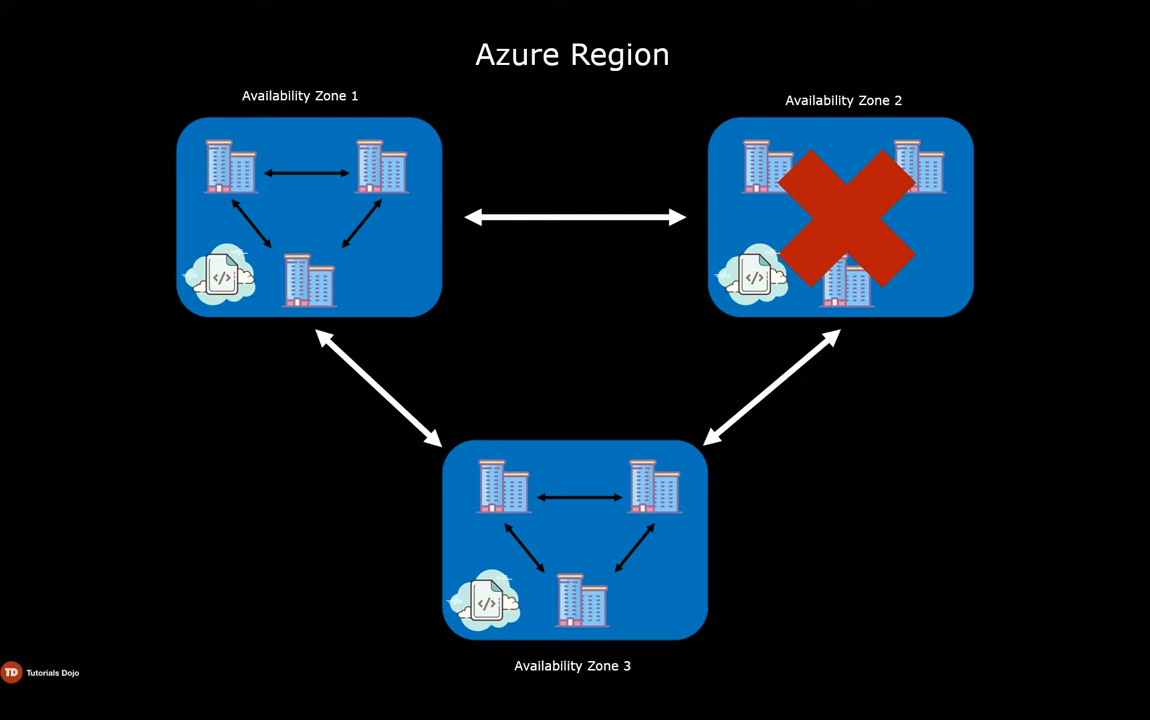 Azure Region
Availability Zone 1
Availability Zone 2
</>
</>
</>
Availability Zone 3
TD
Tutorials Dojo